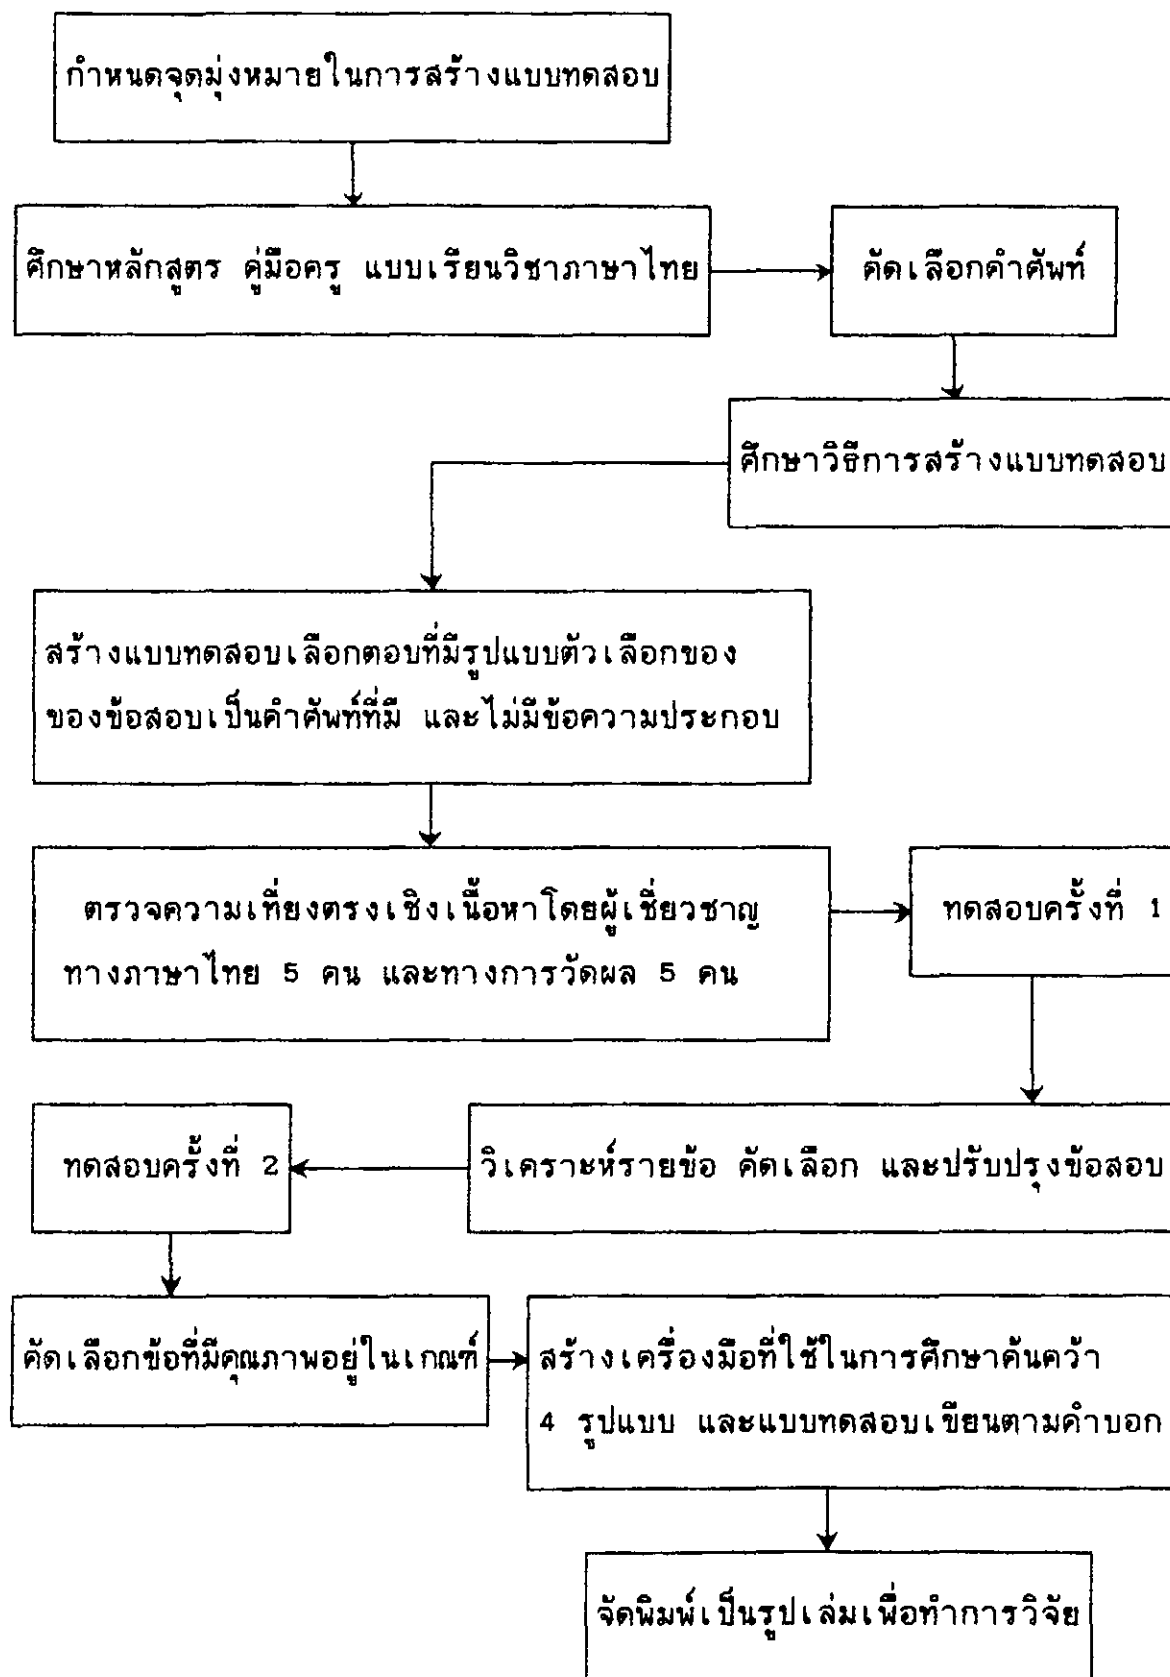 กำหนดจุดมุ่งหมายในการสร้างแบบทดสอบ
ศึกษาหลักสูตร คู่มือครู แบบเรียนวิชาภาษาไทย
คัดเลือกคำศัพท์
ศึกษาวิธีการสร้างแบบทดสอบ
สร้างแบบทดสอบเลือกตอบที่มีรูปแบบตัวเลือกของ
ของข้อสอบเป็นคำศัพท์ที่มี และไม่มีข้อความประกอบ
ตรวจความเที่ยงตรงเชิงเนื้อหาโดยผู้เชี่ยวชาญ
ทางภาษาไทย 5 คน และทางการวัดผล 5 คน
ทดสอบครั้งที่ 1
วิเคราะห์รายข้อ คัดเลือก และปรับปรุงข้อสอบ
ทดสอบครั้งที่ 2
คัดเลือกข้อที่มีคุณภาพอยู่ในเกณฑ์
สร้างเครื่องมือที่ใช้ในการศึกษาค้นคว้า
4 รูปแบบ และแบบทดสอบเขียนตามคำบอก
จัดพิมพ์เป็นรูปเล่มเพื่อทำการวิจัย